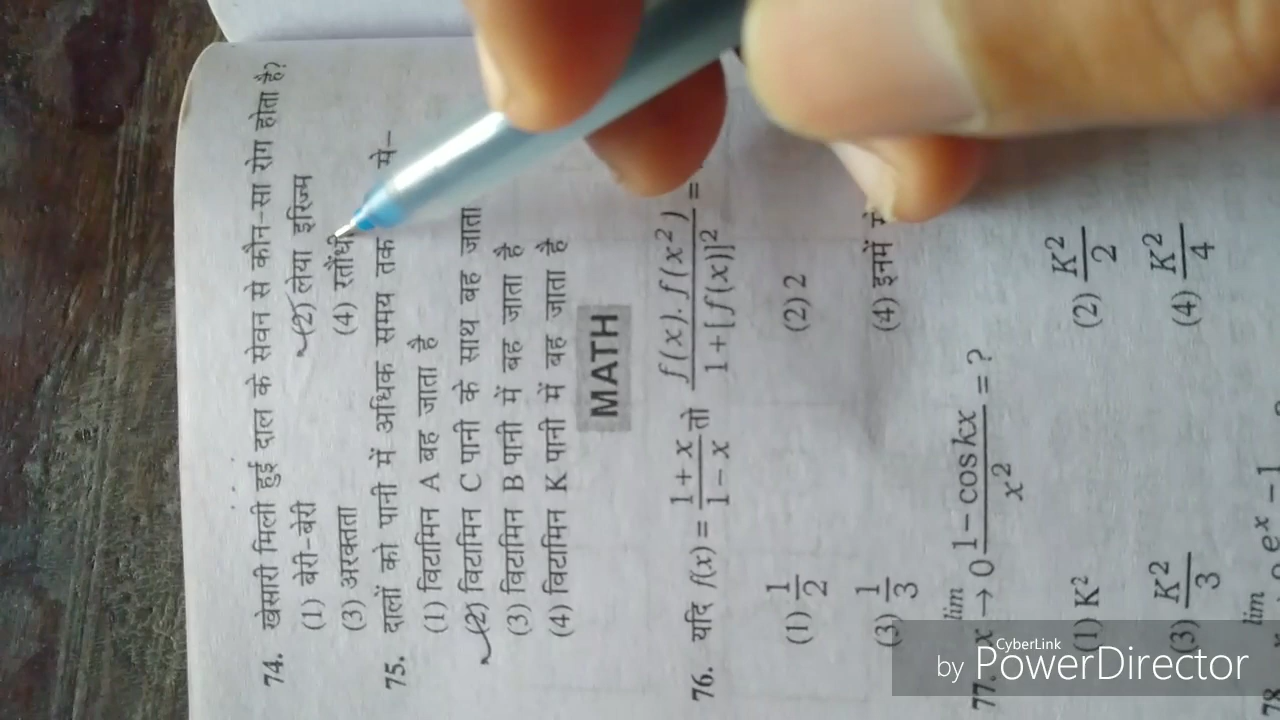 74. खेसारी मिली हुई दाल के सेवन से कौन-सा रोग होता है?
(1) बेरी-बेरी (2) लेया इरिज्म
(3) अरक्तता (4) रतौंधी
75. दालों को पानी में अधिक समय तक में–
(1) विटामिन A बह जाता है
(2) विटामिन C पानी के साथ बह जाता
(3) विटामिन B पानी में बह जाता है
(4) विटामिन K पानी में बह जाता है
MATH
76. यदि f(x) = (1 + x)/(1 − x) तो (f(x).f(x²))/(1 + [f(x)]²) =
(1) 1/2 (2) 2
(3) 1/3 (4) इनमें
77. lim x → 0 (1 − cos kx)/x² = ?
(1) K² (2) K²/2
(3) K²/3 (4) K²/4
78. lim e^x − 1
CyberLink
by PowerDirector